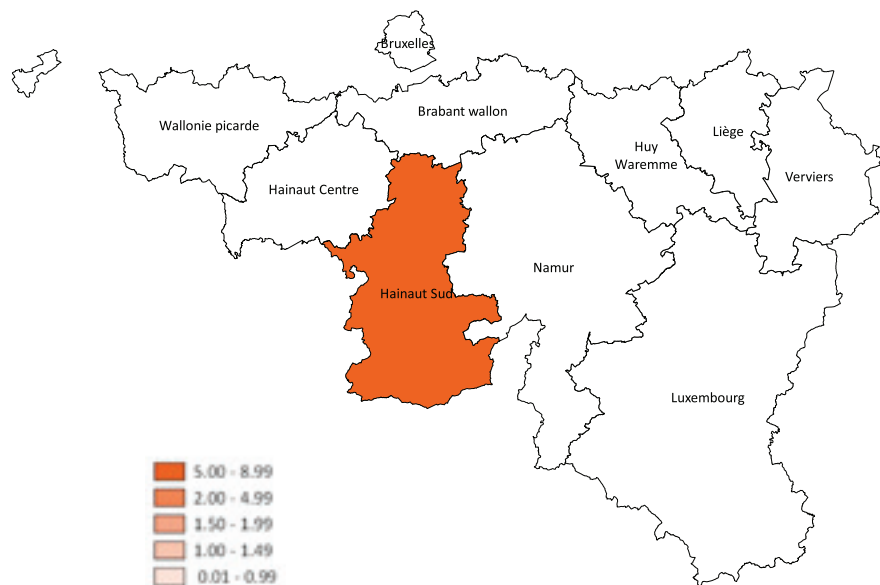 Bruxelles
Brabant wallon
Wallonie picarde
Liège
Huy
Waremme
Verviers
Hainaut Centre
Namur
Hainaut Sud
Luxembourg
5.00 - 8.99
2.00 - 4.99
1.50 - 1.99
1.00 - 1.49
0.01 - 0.99